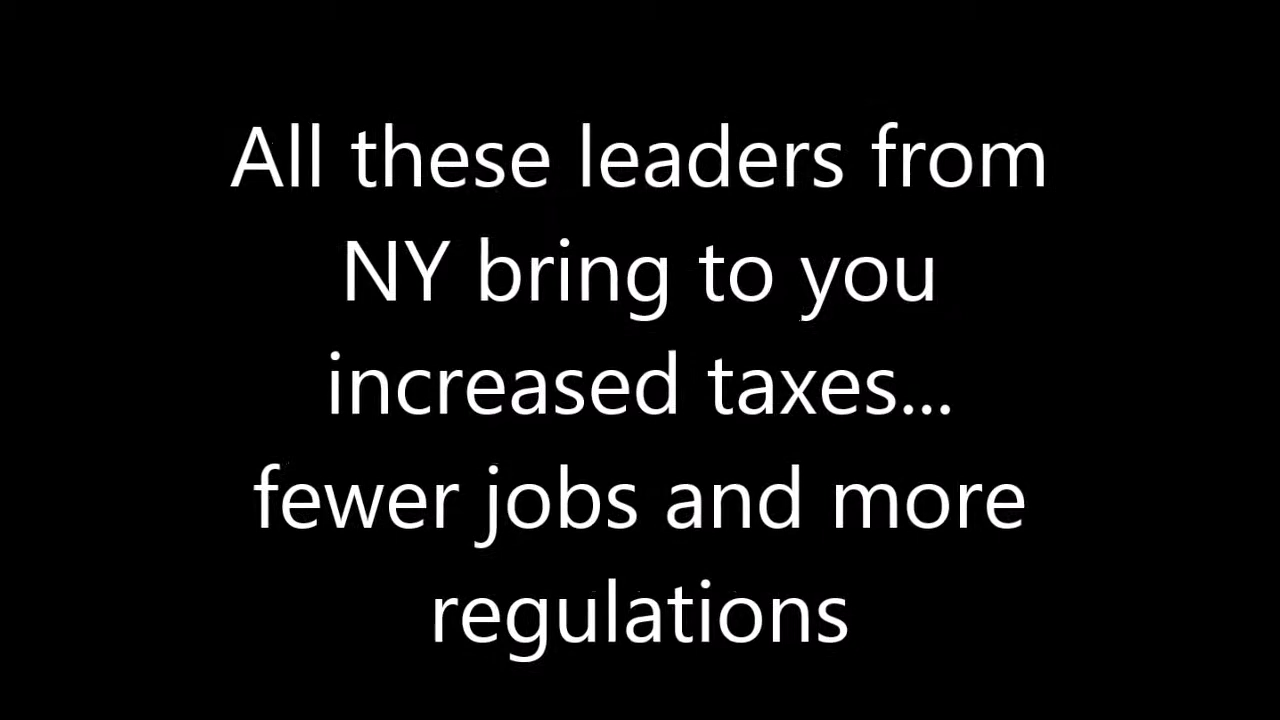 All these leaders from
NY bring to you
increased taxes...
fewer jobs and more
regulations